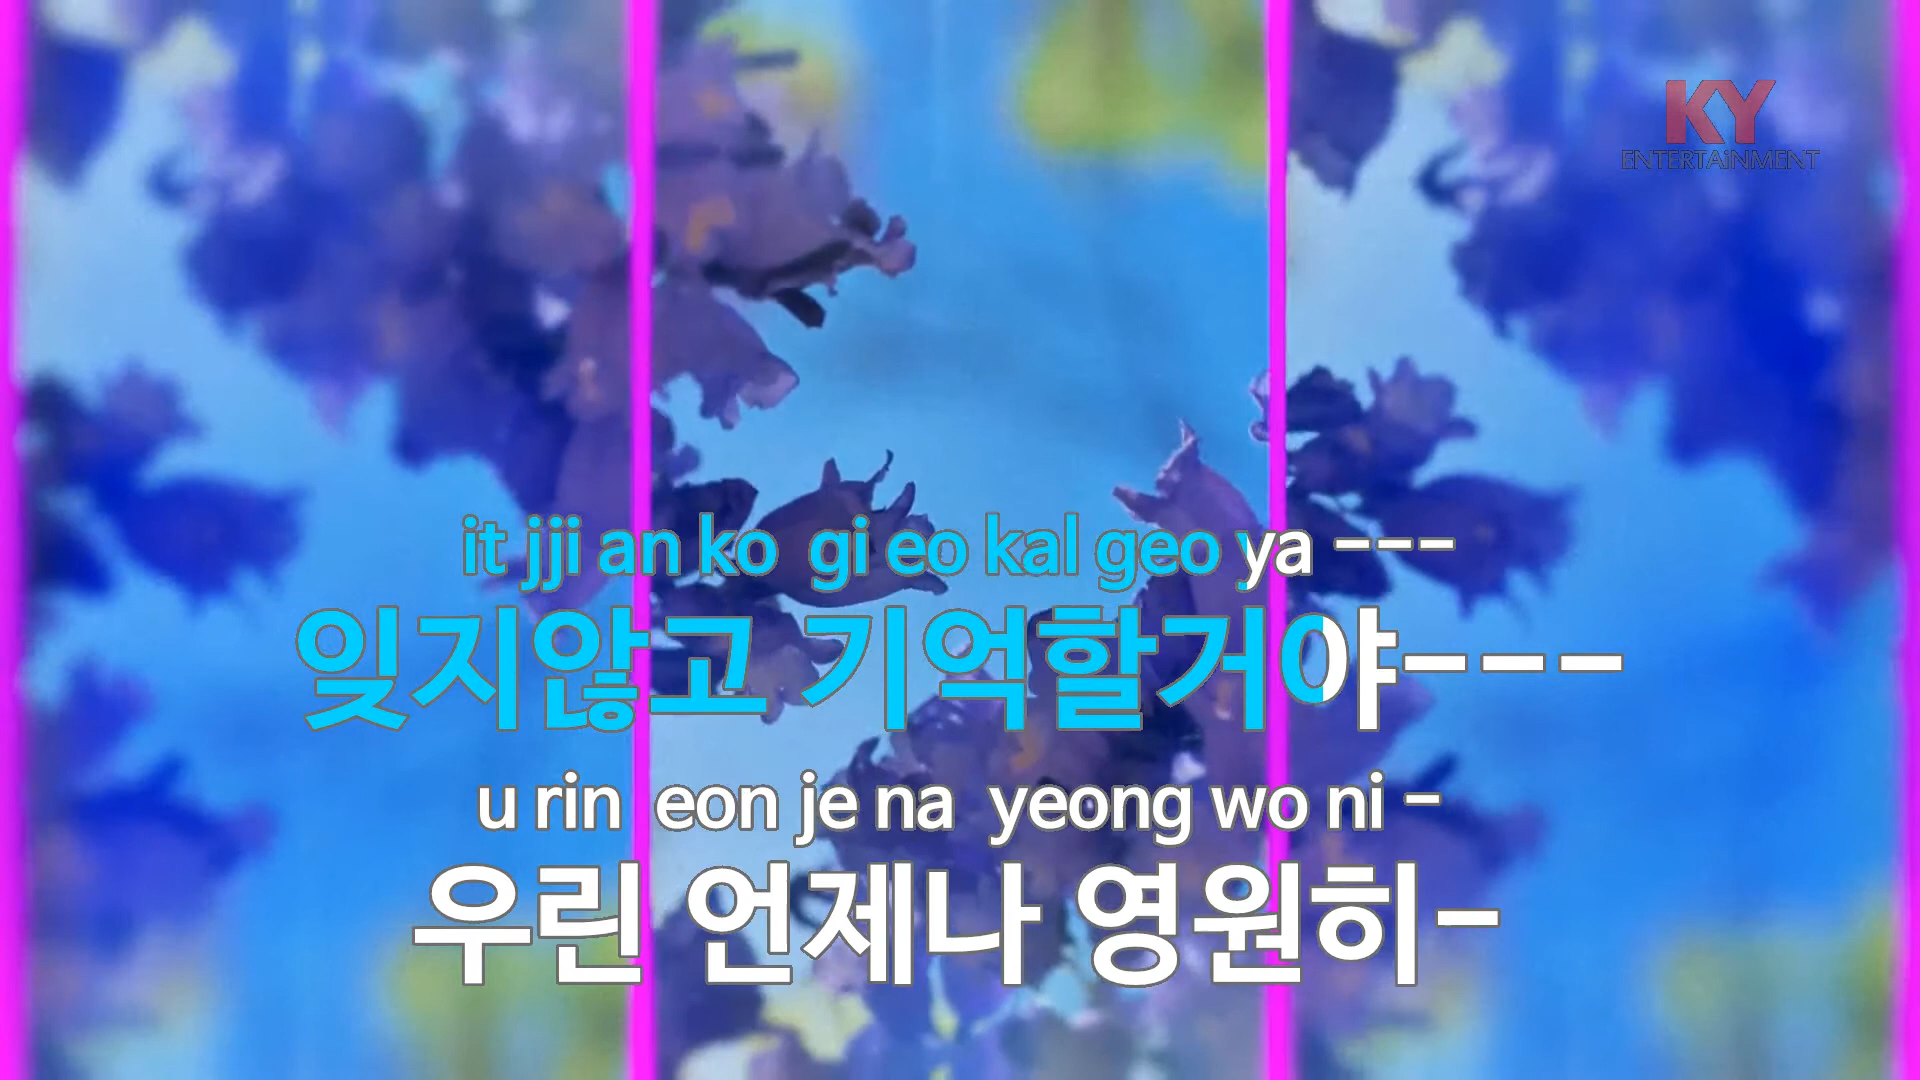 KY
ENTERTAiNMENT
it jji an ko gi eo kal geo ya ---
잊지않고 기억할거야---
u rin eon je na yeong wo ni -
우린 언제나 영원히-